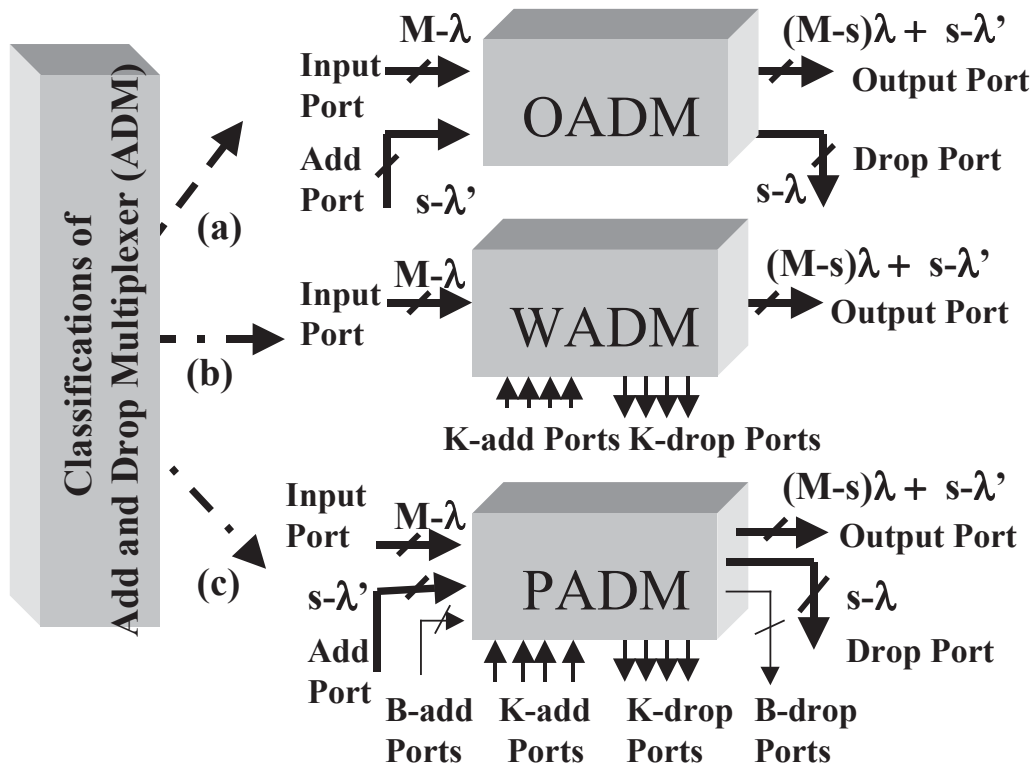 Classifications of
Add and Drop Multiplexer (ADM)
(a)
M-λ
Input
Port
Add
Port
s-λ’
OADM
(M-s)λ + s-λ’
Output Port
Drop Port
s-λ
(b)
Input
Port
M-λ
WADM
(M-s)λ + s-λ’
Output Port
K-add Ports K-drop Ports
(c)
Input
Port
M-λ
s-λ’
Add
Port
PADM
(M-s)λ + s-λ’
Output Port
s-λ
Drop Port
B-add
Ports
K-add
Ports
K-drop
Ports
B-drop
Ports